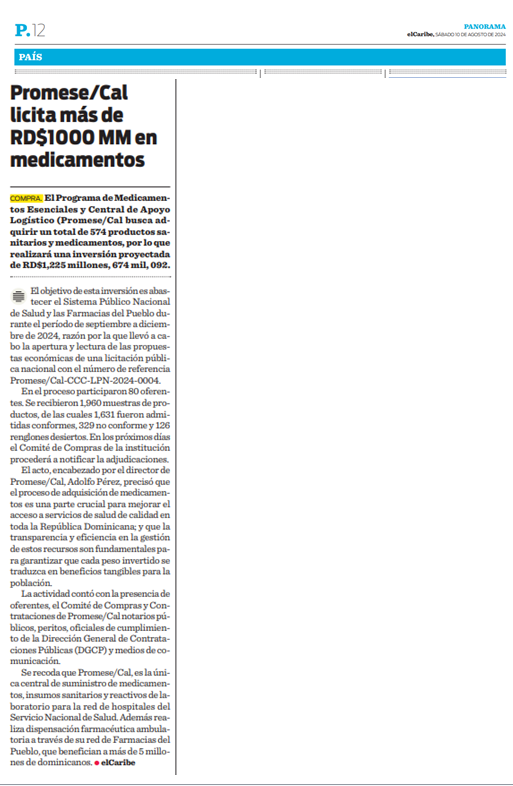 P.12
PANORAMA
elCaribe, SÁBADO 10 DE AGOSTO DE 2024
PAÍS
Promese/Cal
licita más de
RD$1000 MM en
medicamentos
COMPRA. El Programa de Medicamen-
tos Esenciales y Central de Apoyo
Logístico (Promese/Cal busca ad-
quirir un total de 574 productos sa-
nitarios y medicamentos, por lo que
realizará una inversión proyectada
de RD$1,225 millones, 674 mil, 092.
El objetivo de esta inversión es abas-
tecer el Sistema Público Nacional
de Salud y las Farmacias del Pueblo du-
rante el período de septiembre a diciem-
bre de 2024, razón por la que llevó a ca-
bo la apertura y lectura de las propues-
tas económicas de una licitación públi-
ca nacional con el número de referencia
Promese/Cal-CCC-LPN-2024-0004.
En el proceso participaron 80 oferen-
tes. Se recibieron 1,960 muestras de pro-
ductos, de las cuales 1,631 fueron admi-
tidas conformes, 329 no conforme y 126
renglones desiertos. En los próximos días
el Comité de Compras de la institución
procederá a notificar la adjudicaciones.
El acto, encabezado por el director de
Promese/Cal, Adolfo Pérez, precisó que
el proceso de adquisición de medicamen-
tos es una parte crucial para mejorar el
acceso a servicios de salud de calidad en
toda la República Dominicana; y que la
transparencia y eficiencia en la gestión
de estos recursos son fundamentales pa-
ra garantizar que cada peso invertido se
traduzca en beneficios tangibles para la
población.
La actividad contó con la presencia de
oferentes, el Comité de Compras y Con-
trataciones de Promese/Cal notarios pú-
blicos, peritos, oficiales de cumplimien-
to de la Dirección General de Contrata-
ciones Públicas (DGCP) y medios de co-
municación.
Se recoda que Promese/Cal, es la úni-
ca central de suministro de medicamen-
tos, insumos sanitarios y reactivos de la-
boratorio para la red de hospitales del
Servicio Nacional de Salud. Además rea-
liza dispensación farmacéutica ambula-
toria a través de su red de Farmacias del
Pueblo, que benefician a más de 5 millo-
nes de dominicanos. ● elCaribe